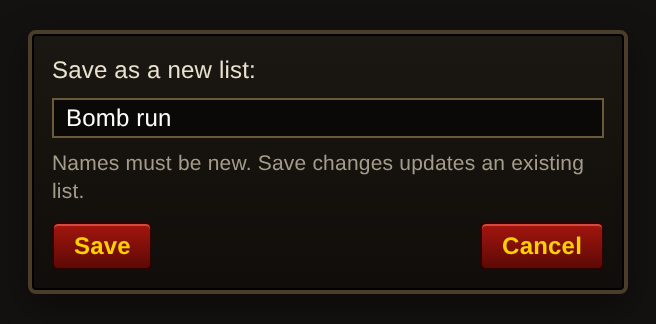 Save as a new list:
Bomb run
Names must be new. Save changes updates an existing
list.
Save
Cancel